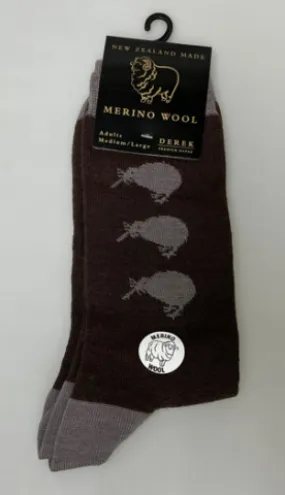 NEW ZEALAND MADE
MERINO WOOL
Adults
Medium/Large
DEREK
MERINO
WOOL